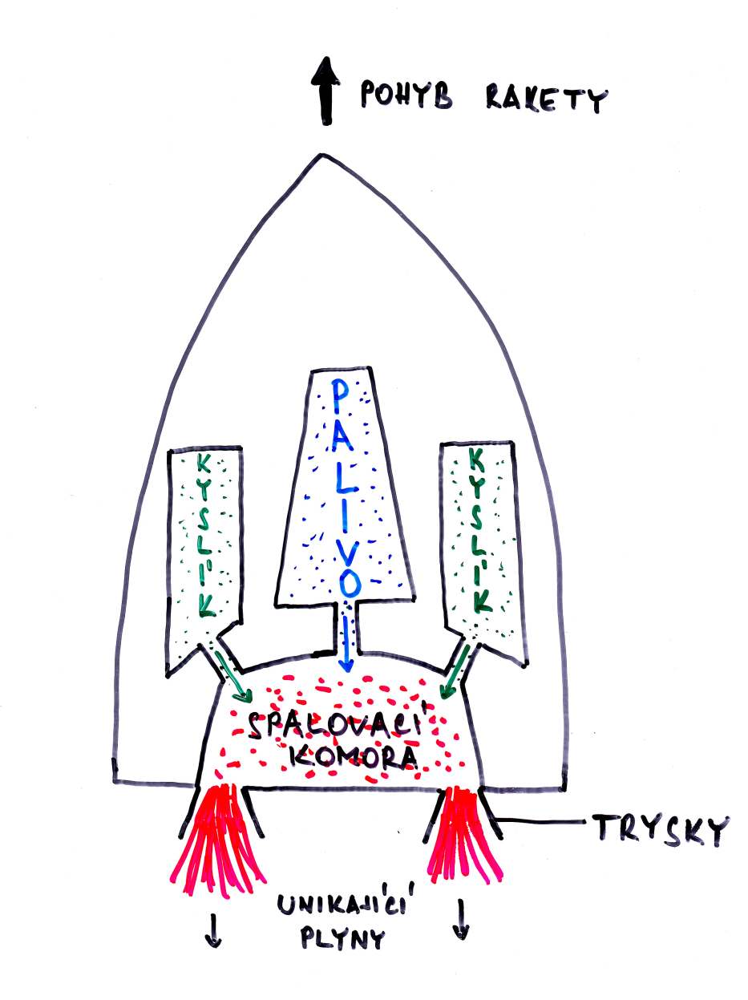 POHYB RAKETY
PALIVO
KYSLÍK
KYSLÍK
SPALOVACÍ
KOMORA
TRYSKY
UNIKAJÍCÍ
PLYNY